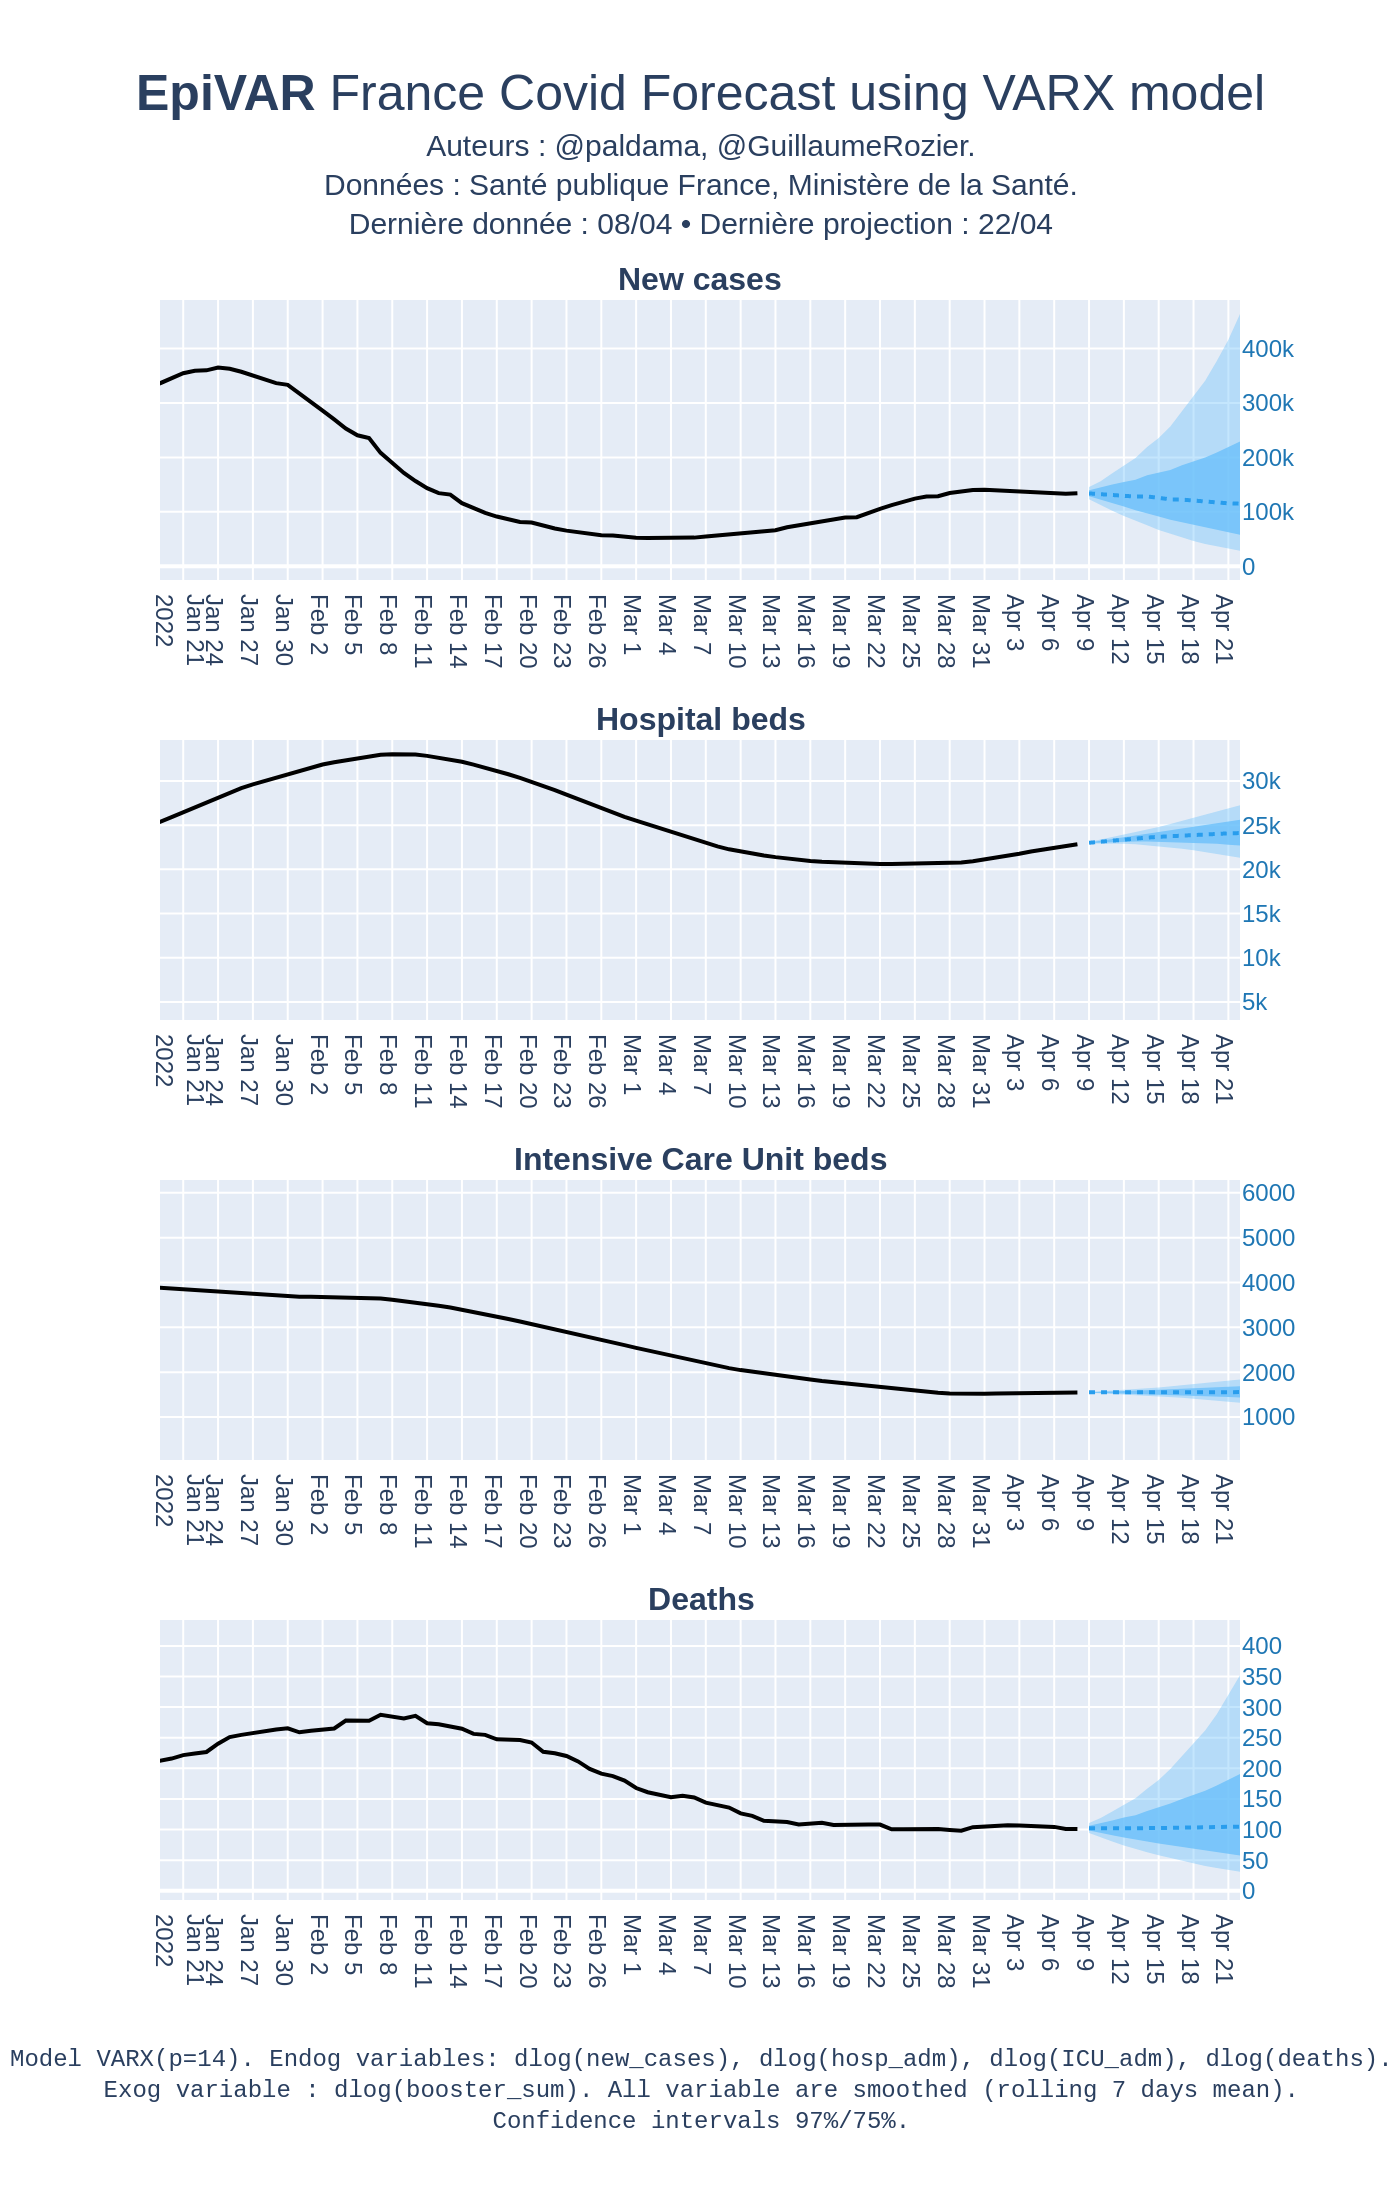 EpiVAR France Covid Forecast using VARX model
Auteurs : @paldama, @GuillaumeRozier.
Données : Santé publique France, Ministère de la Santé.
Dernière donnée : 08/04 • Dernière projection : 22/04
New cases
400k
300k
200k
100k
0
Jan 21
2022
Jan 24
Jan 27
Jan 30
Feb 2
Feb 5
Feb 8
Feb 11
Feb 14
Feb 17
Feb 20
Feb 23
Feb 26
Mar 1
Mar 4
Mar 7
Mar 10
Mar 13
Mar 16
Mar 19
Mar 22
Mar 25
Mar 28
Mar 31
Apr 3
Apr 6
Apr 9
Apr 12
Apr 15
Apr 18
Apr 21
Hospital beds
30k
25k
20k
15k
10k
5k
Jan 21
2022
Jan 24
Jan 27
Jan 30
Feb 2
Feb 5
Feb 8
Feb 11
Feb 14
Feb 17
Feb 20
Feb 23
Feb 26
Mar 1
Mar 4
Mar 7
Mar 10
Mar 13
Mar 16
Mar 19
Mar 22
Mar 25
Mar 28
Mar 31
Apr 3
Apr 6
Apr 9
Apr 12
Apr 15
Apr 18
Apr 21
Intensive Care Unit beds
6000
5000
4000
3000
2000
1000
Jan 21
2022
Jan 24
Jan 27
Jan 30
Feb 2
Feb 5
Feb 8
Feb 11
Feb 14
Feb 17
Feb 20
Feb 23
Feb 26
Mar 1
Mar 4
Mar 7
Mar 10
Mar 13
Mar 16
Mar 19
Mar 22
Mar 25
Mar 28
Mar 31
Apr 3
Apr 6
Apr 9
Apr 12
Apr 15
Apr 18
Apr 21
Deaths
400
350
300
250
200
150
100
50
0
Jan 21
2022
Jan 24
Jan 27
Jan 30
Feb 2
Feb 5
Feb 8
Feb 11
Feb 14
Feb 17
Feb 20
Feb 23
Feb 26
Mar 1
Mar 4
Mar 7
Mar 10
Mar 13
Mar 16
Mar 19
Mar 22
Mar 25
Mar 28
Mar 31
Apr 3
Apr 6
Apr 9
Apr 12
Apr 15
Apr 18
Apr 21
Model VARX(p=14). Endog variables: dlog(new_cases), dlog(hosp_adm), dlog(ICU_adm), dlog(deaths).
Exog variable : dlog(booster_sum). All variable are smoothed (rolling 7 days mean).
Confidence intervals 97%/75%.